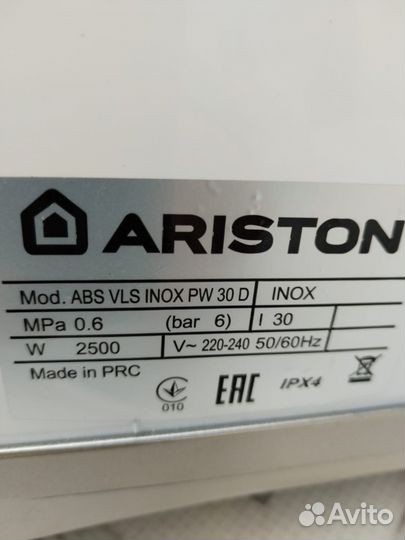 ARISTON
Mod. ABS VLS INOX PW 30 D INOX
MPa 0.6 (bar 6) l 30
W 2500 V~ 220-240 50/60Hz
Made in PRC
010 EAC IPX4
Avito